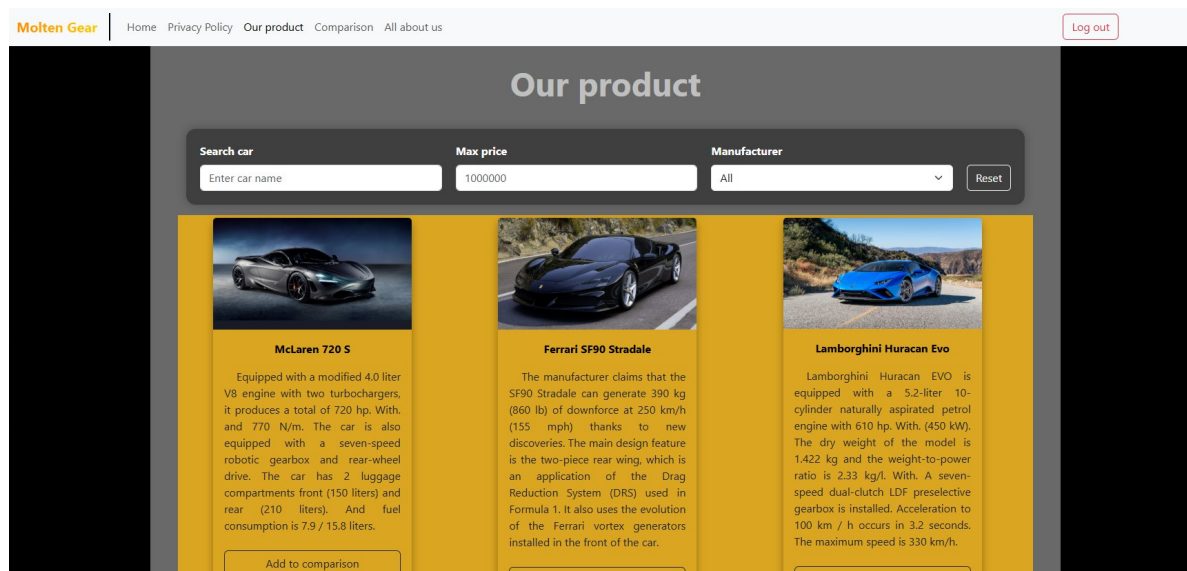 Molten Gear Home Privacy Policy Our product Comparison All about us Log out
Our product
Search car Max price Manufacturer
Enter car name 1000000 All Reset
McLaren 720 S
Equipped with a modified 4.0 liter
V8 engine with two turbochargers,
it produces a total of 720 hp. With.
and 770 N/m. The car is also
equipped with a seven-speed
robotic gearbox and rear-wheel
drive. The car has 2 luggage
compartments front (150 liters) and
rear (210 liters). And fuel
consumption is 7.9 / 15.8 liters.
Add to comparison
Ferrari SF90 Stradale
The manufacturer claims that the
SF90 Stradale can generate 390 kg
(860 lb) of downforce at 250 km/h
(155 mph) thanks to new
discoveries. The main design feature
is the two-piece rear wing, which is
an application of the Drag
Reduction System (DRS) used in
Formula 1. It also uses the evolution
of the Ferrari vortex generators
installed in the front of the car.
Lamborghini Huracan Evo
Lamborghini Huracan EVO is
equipped with a 5.2-liter 10-
cylinder naturally aspirated petrol
engine with 610 hp. With. (450 kW).
The dry weight of the model is
1.422 kg and the weight-to-power
ratio is 2.33 kg/l. With. A seven-
speed dual-clutch LDF preselective
gearbox is installed. Acceleration to
100 km / h occurs in 3.2 seconds.
The maximum speed is 330 km/h.